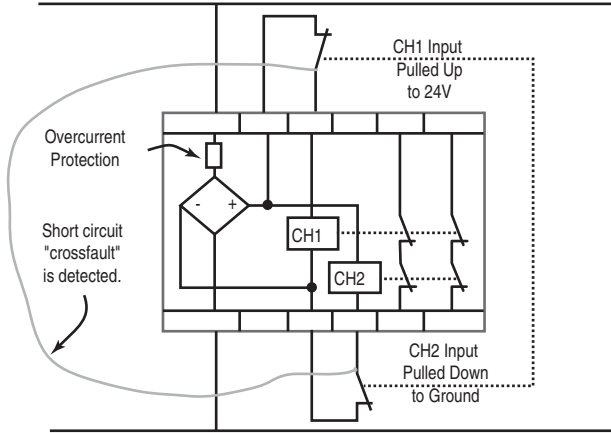 CH1 Input
Pulled Up
to 24V
Overcurrent
Protection
- +
Short circuit
"crossfault"
is detected.
CH1
CH2
CH2 Input
Pulled Down
to Ground